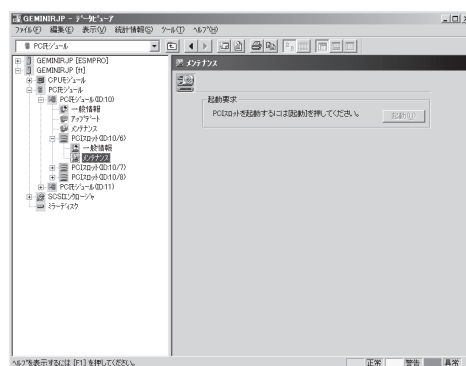 GEMINIRJP - データビューア
ファイル(F) 編集(E) 表示(V) 統計情報(S) ツール(T) ヘルプ(H)
PCIモジュール
GEMINIRJP [ESMPRO]
GEMINIRJP [ft]
CPUモジュール
PCIモジュール
PCIモジュール(ID:10)
一般情報
アップデート
メンテナンス
PCIスロット(ID:10/6)
一般情報
メンテナンス
PCIスロット(ID:10/7)
PCIスロット(ID:10/8)
PCIモジュール(ID:11)
SCSIエンクロージャ
ミラーディスク
メンテナンス
起動要求
PCIスロットを起動するには[起動]を押してください。
起動(U)
ヘルプを表示するには [F1] を押してください。
正常
警告
異常